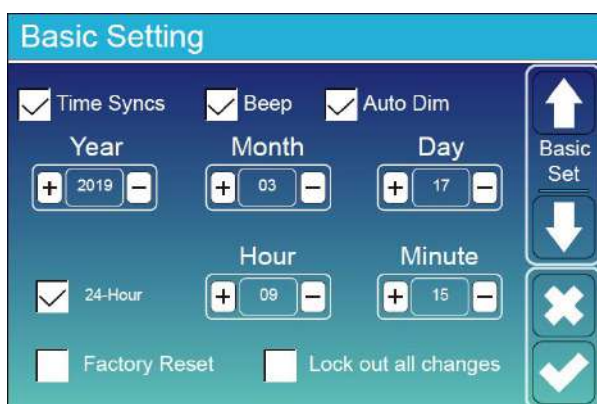 Basic Setting
Time Syncs Beep Auto Dim
Year Month Day
+ 2019 − + 03 − + 17 −
Basic
Set
Hour Minute
24-Hour + 09 − + 15 −
Factory Reset Lock out all changes